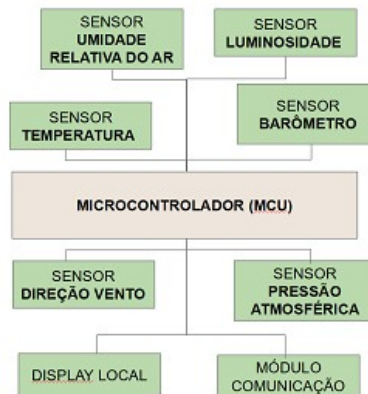 SENSOR
UMIDADE
RELATIVA DO AR
SENSOR
LUMINOSIDADE
SENSOR
TEMPERATURA
SENSOR
BARÔMETRO
MICROCONTROLADOR (MCU)
SENSOR
DIREÇÃO VENTO
SENSOR
PRESSÃO
ATMOSFÉRICA
DISPLAY LOCAL
MÓDULO
COMUNICAÇÃO